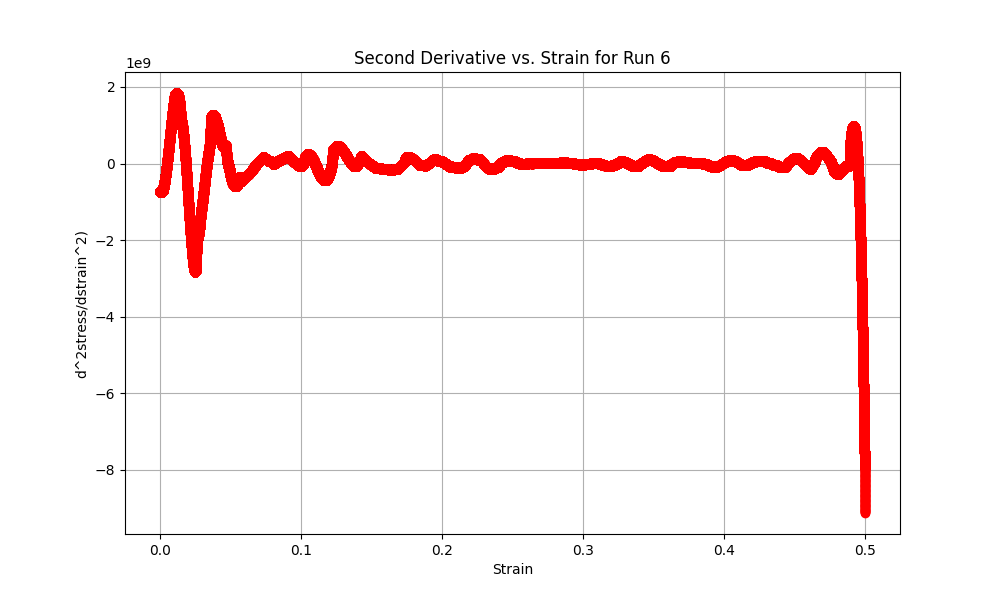 Second Derivative vs. Strain for Run 6
1e9
2
0
−2
−4
−6
−8
d^2stress/dstrain^2)
0.0 0.1 0.2 0.3 0.4 0.5
Strain